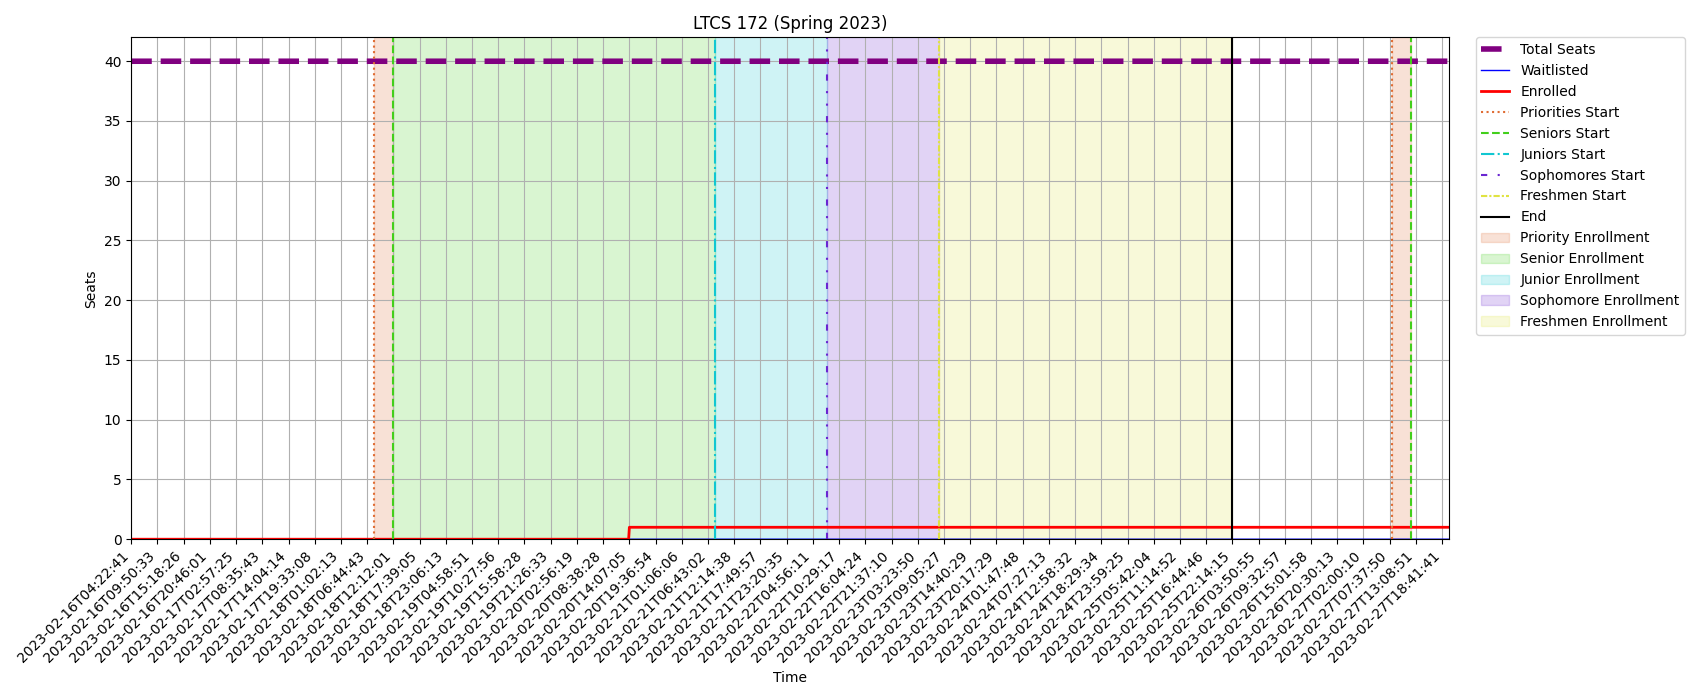 LTCS 172 (Spring 2023)
Total Seats
Waitlisted
Enrolled
Priorities Start
Seniors Start
Juniors Start
Sophomores Start
Freshmen Start
End
Priority Enrollment
Senior Enrollment
Junior Enrollment
Sophomore Enrollment
Freshmen Enrollment
Seats
40
35
30
25
20
15
10
5
0
2023-02-16T04:22:41
2023-02-16T09:50:33
2023-02-16T15:18:26
2023-02-16T20:46:01
2023-02-17T02:57:25
2023-02-17T08:35:43
2023-02-17T14:04:14
2023-02-17T19:33:08
2023-02-18T01:02:13
2023-02-18T06:44:43
2023-02-18T12:12:01
2023-02-18T17:39:05
2023-02-18T23:06:13
2023-02-19T04:58:51
2023-02-19T10:27:56
2023-02-19T15:58:28
2023-02-19T21:26:33
2023-02-20T02:56:19
2023-02-20T08:38:28
2023-02-20T14:07:05
2023-02-20T19:36:54
2023-02-21T01:06:06
2023-02-21T06:43:02
2023-02-21T12:14:38
2023-02-21T17:49:57
2023-02-21T23:20:35
2023-02-22T04:56:11
2023-02-22T10:29:17
2023-02-22T16:04:24
2023-02-22T21:37:10
2023-02-23T03:23:50
2023-02-23T09:05:27
2023-02-23T14:40:29
2023-02-23T20:17:29
2023-02-24T01:47:48
2023-02-24T07:27:13
2023-02-24T12:58:32
2023-02-24T18:29:34
2023-02-24T23:59:25
2023-02-25T05:42:04
2023-02-25T11:14:52
2023-02-25T16:44:46
2023-02-25T22:14:15
2023-02-26T03:50:55
2023-02-26T09:32:57
2023-02-26T15:01:58
2023-02-26T20:30:13
2023-02-27T02:00:10
2023-02-27T07:37:50
2023-02-27T13:08:51
2023-02-27T18:41:41
Time